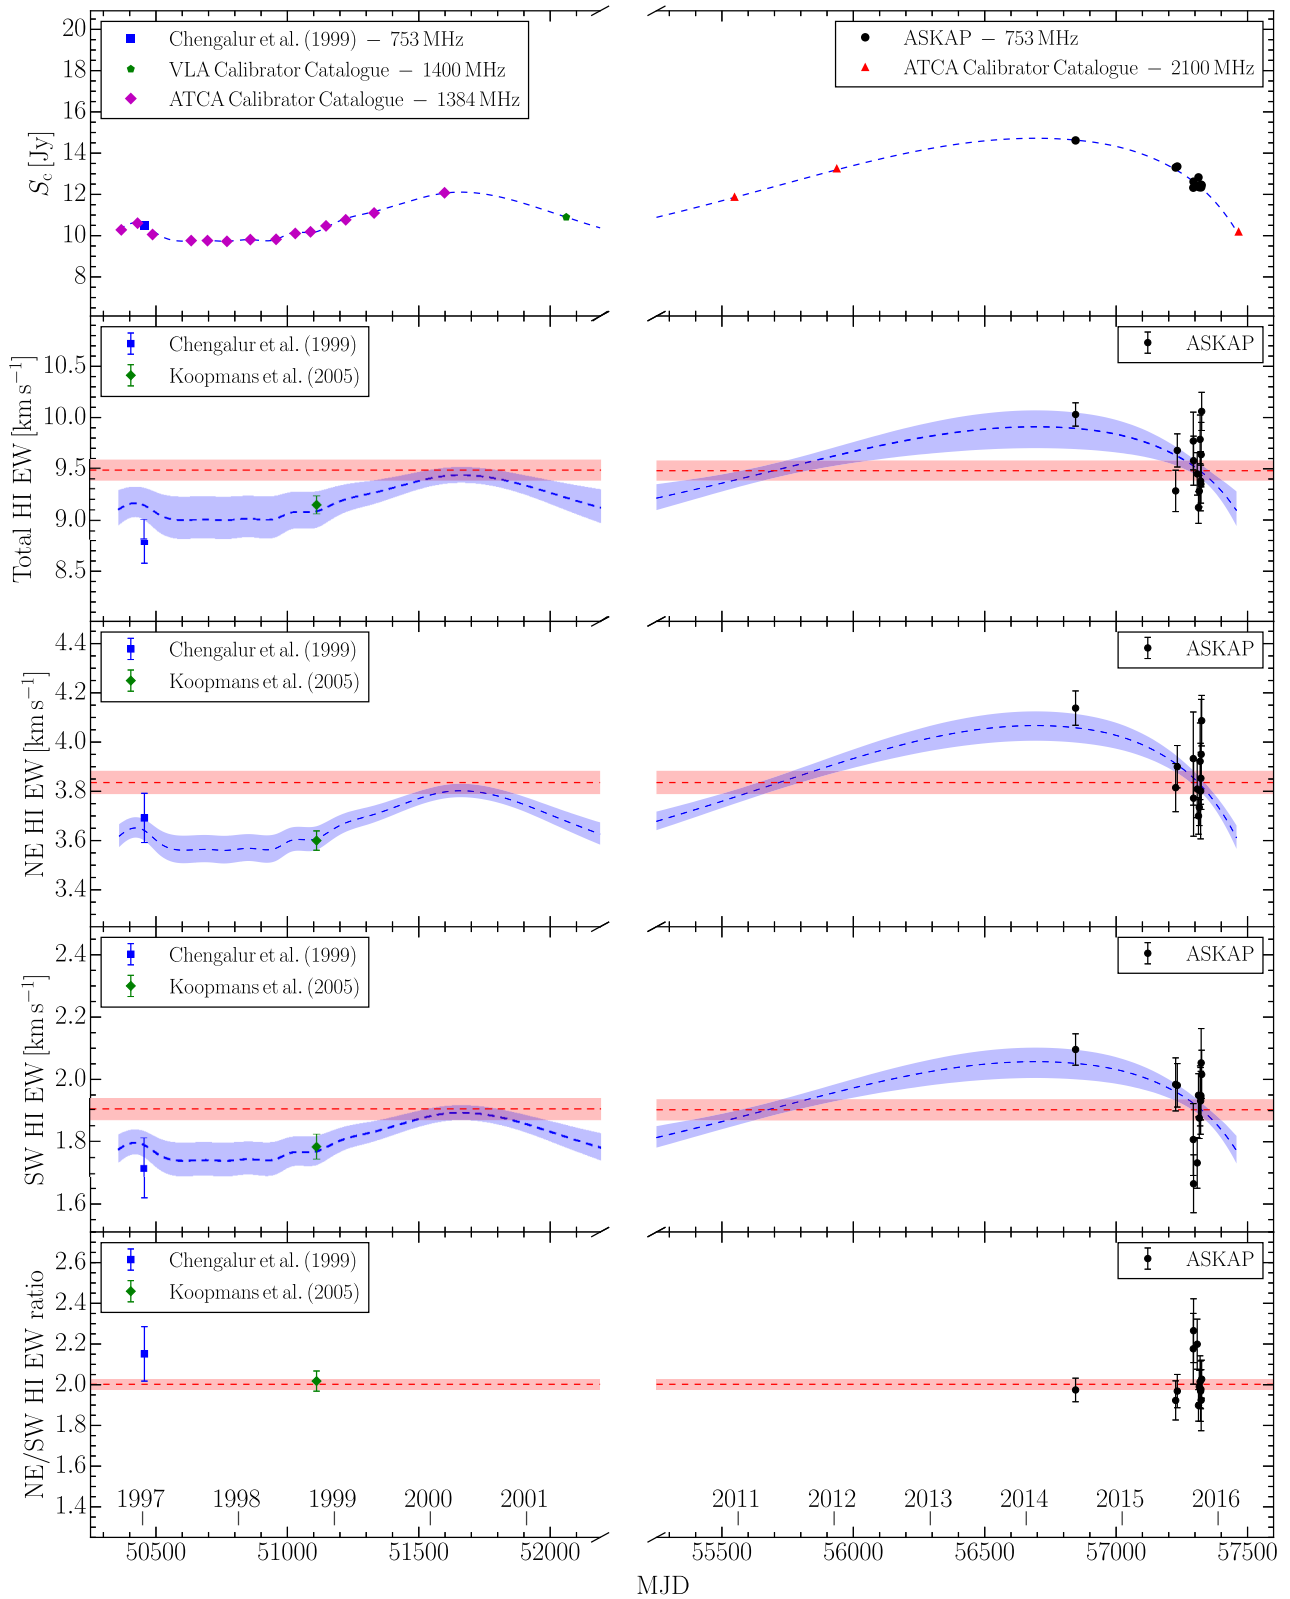 20
18
16
14
12
10
8
S_c [Jy]
Chengalur et al. (1999) − 753 MHz
VLA Calibrator Catalogue − 1400 MHz
ATCA Calibrator Catalogue − 1384 MHz
ASKAP − 753 MHz
ATCA Calibrator Catalogue − 2100 MHz
10.5
10.0
9.5
9.0
8.5
Total HI EW [km s⁻¹]
Chengalur et al. (1999)
Koopmans et al. (2005)
ASKAP
4.4
4.2
4.0
3.8
3.6
3.4
NE HI EW [km s⁻¹]
Chengalur et al. (1999)
Koopmans et al. (2005)
ASKAP
2.4
2.2
2.0
1.8
1.6
SW HI EW [km s⁻¹]
Chengalur et al. (1999)
Koopmans et al. (2005)
ASKAP
2.6
2.4
2.2
2.0
1.8
1.6
1.4
NE/SW HI EW ratio
Chengalur et al. (1999)
Koopmans et al. (2005)
ASKAP
1997 1998 1999 2000 2001 2011 2012 2013 2014 2015 2016
50500 51000 51500 52000 55500 56000 56500 57000 57500
MJD